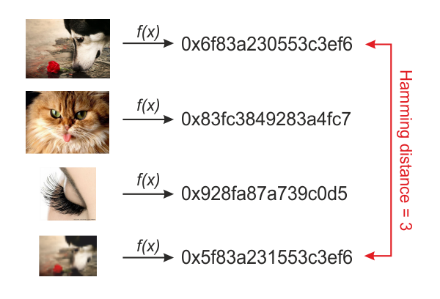 f(x)
0x6f83a230553c3ef6
f(x)
0x83fc3849283a4fc7
f(x)
0x928fa87a739c0d5
f(x)
0x5f83a231553c3ef6
Hamming distance = 3